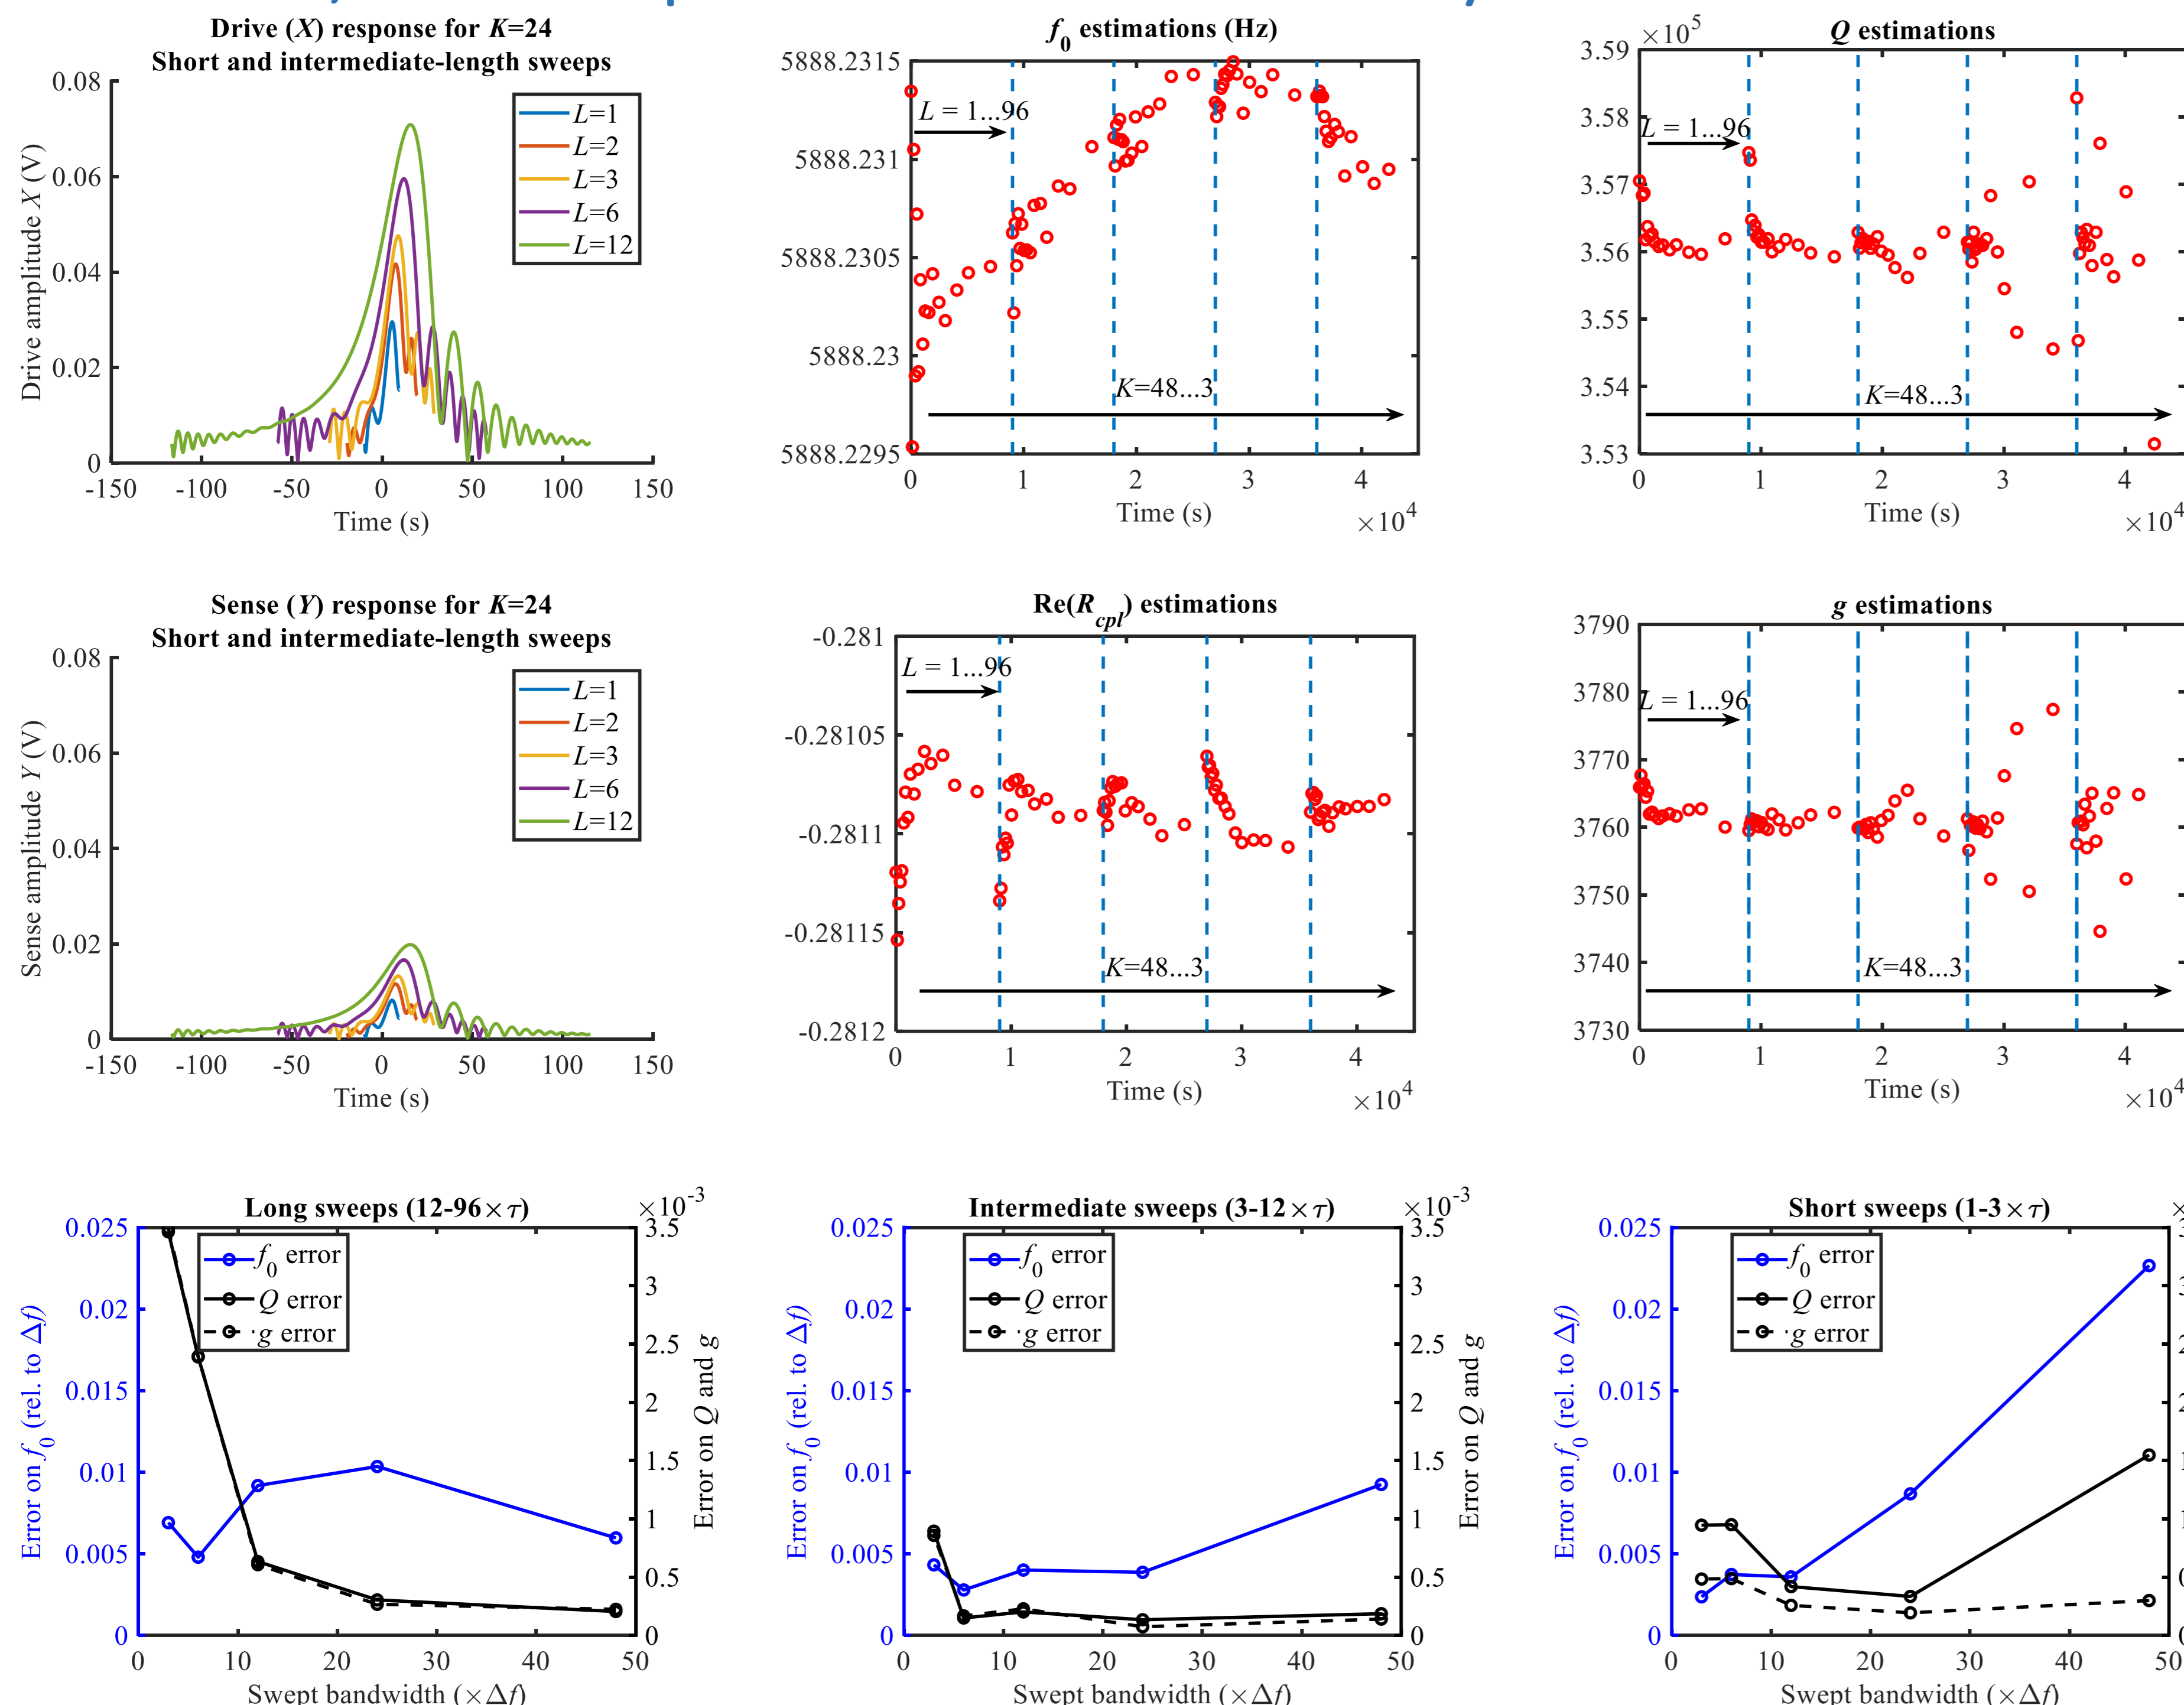 Drive (X) response for K=24
Short and intermediate-length sweeps
0.08
0.06
0.04
0.02
0
Drive amplitude X (V)
L=1
L=2
L=3
L=6
L=12
-150 -100 -50 0 50 100 150
Time (s)
f0 estimations (Hz)
5888.2315
5888.231
5888.2305
5888.23
5888.2295
L = 1...96
K=48...3
0 1 2 3 4
Time (s)
×10^4
×10^5
Q estimations
3.59
3.58
3.57
3.56
3.55
3.54
3.53
L = 1...96
K=48...3
0 1 2 3 4
Time (s)
×10^4
Sense (Y) response for K=24
Short and intermediate-length sweeps
0.08
0.06
0.04
0.02
0
Sense amplitude Y (V)
L=1
L=2
L=3
L=6
L=12
-150 -100 -50 0 50 100 150
Time (s)
Re(Rcpl) estimations
-0.281
-0.28105
-0.2811
-0.28115
-0.2812
L = 1...96
K=48...3
0 1 2 3 4
Time (s)
×10^4
g estimations
3790
3780
3770
3760
3750
3740
3730
L = 1...96
K=48...3
0 1 2 3 4
Time (s)
×10^4
Long sweeps (12-96×τ)
×10^-3
0.025
0.02
0.015
0.01
0.005
0
Error on f0 (rel. to Δf)
f0 error
Q error
g error
3.5
3
2.5
2
1.5
1
0.5
0
Error on Q and g
0 10 20 30 40 50
Swept bandwidth (×Δf)
Intermediate sweeps (3-12×τ)
×10^-3
0.025
0.02
0.015
0.01
0.005
0
Error on f0 (rel. to Δf)
f0 error
Q error
g error
3.5
3
2.5
2
1.5
1
0.5
0
Error on Q and g
0 10 20 30 40 50
Swept bandwidth (×Δf)
Short sweeps (1-3×τ)
0.025
0.02
0.015
0.01
0.005
0
Error on f0 (rel. to Δf)
f0 error
Q error
g error
0 10 20 30 40 50
Swept bandwidth (×Δf)